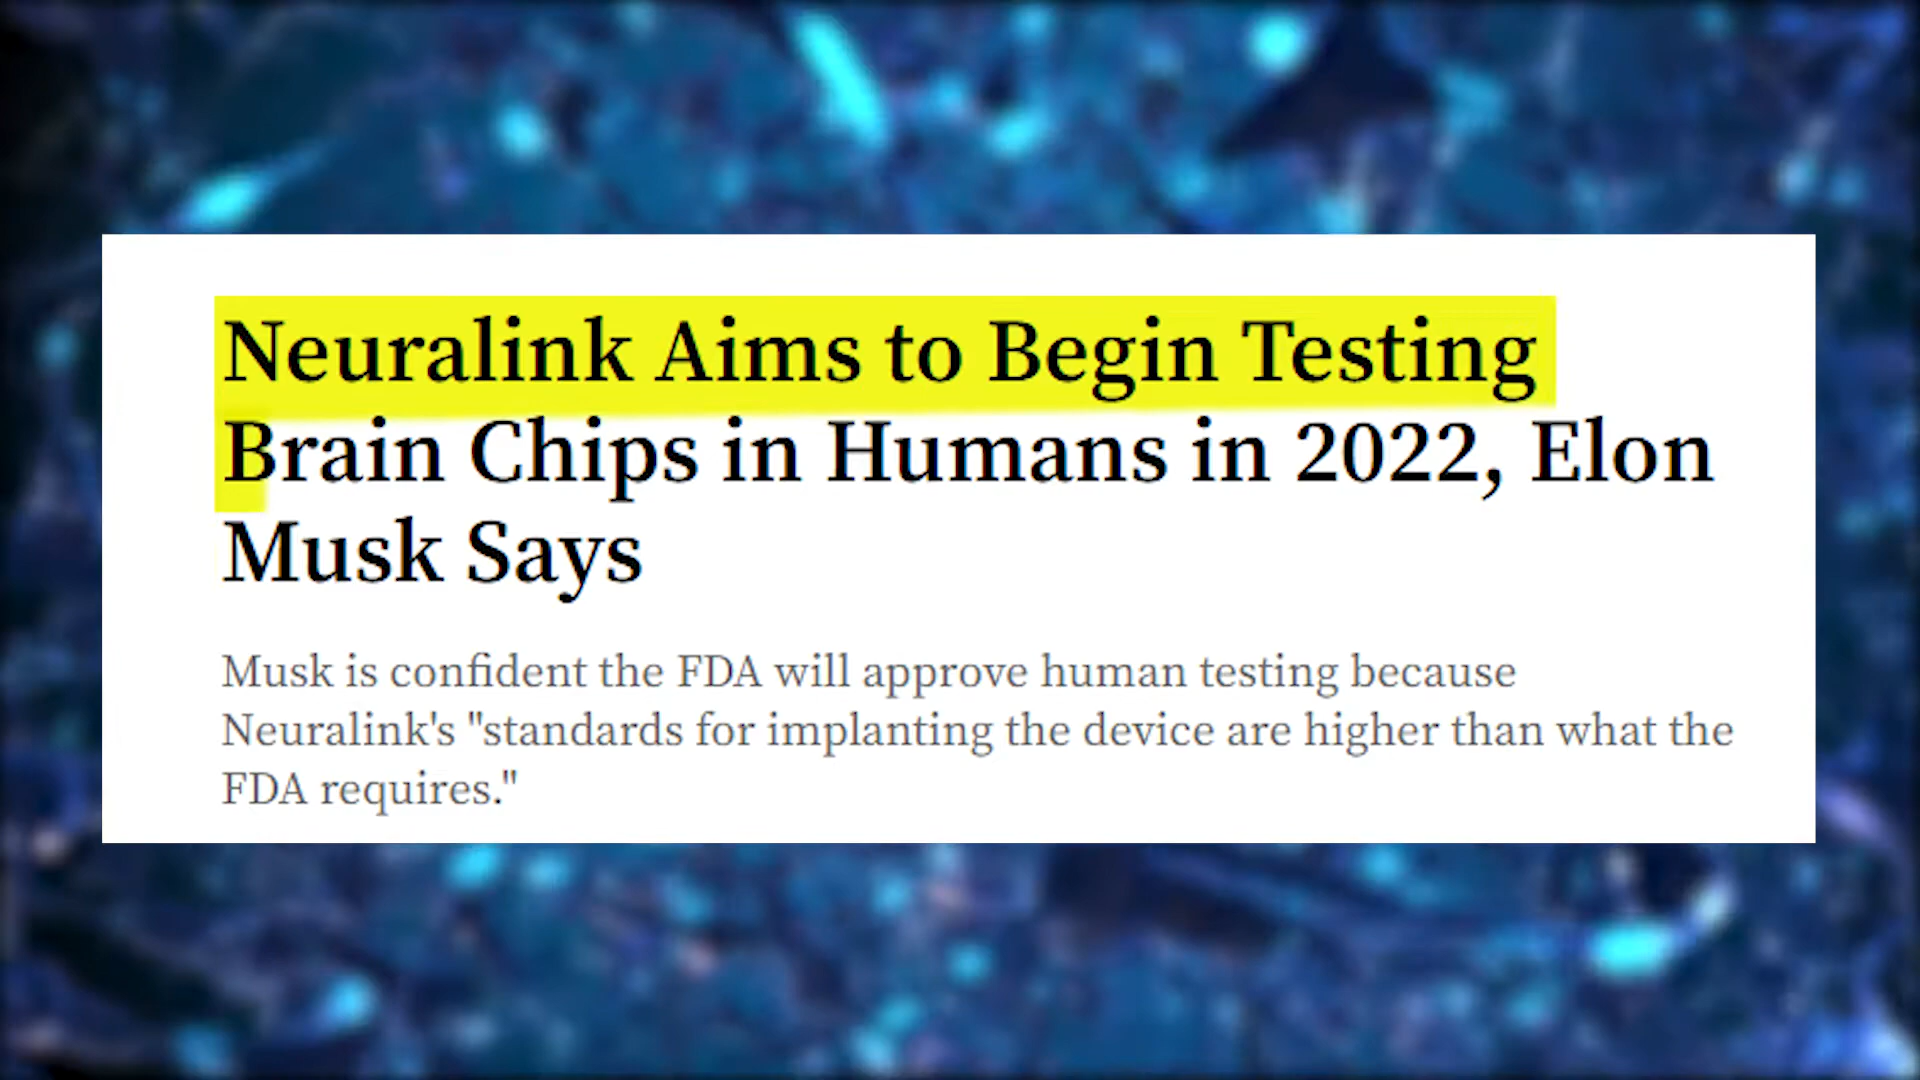 Neuralink Aims to Begin Testing
Brain Chips in Humans in 2022, Elon
Musk Says
Musk is confident the FDA will approve human testing because
Neuralink's "standards for implanting the device are higher than what the
FDA requires."